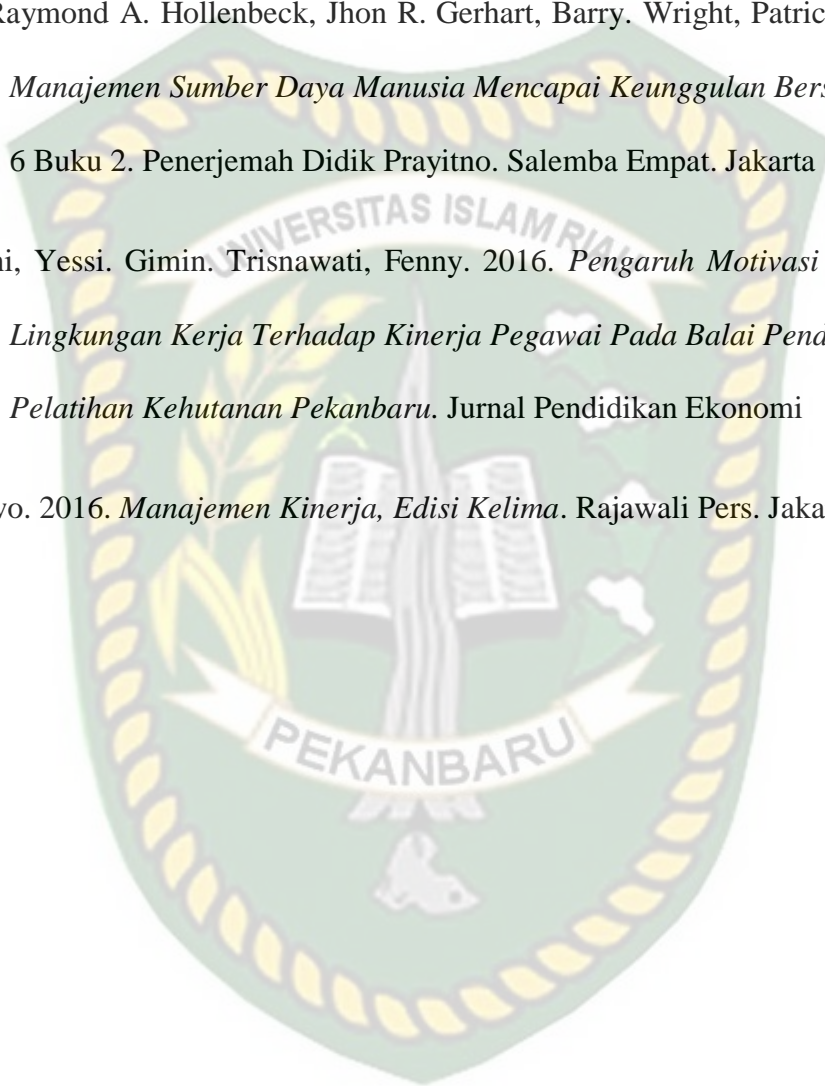 Raymond A. Hollenbeck, Jhon R. Gerhart, Barry. Wright, Patric
Manajemen Sumber Daya Manusia Mencapai Keunggulan Bers
6 Buku 2. Penerjemah Didik Prayitno. Salemba Empat. Jakarta
UNIVERSITAS ISLAM RIAU
ni, Yessi. Gimin. Trisnawati, Fenny. 2016. Pengaruh Motivasi
Lingkungan Kerja Terhadap Kinerja Pegawai Pada Balai Pend
Pelatihan Kehutanan Pekanbaru. Jurnal Pendidikan Ekonomi
yo. 2016. Manajemen Kinerja, Edisi Kelima. Rajawali Pers. Jaka
PEKANBARU